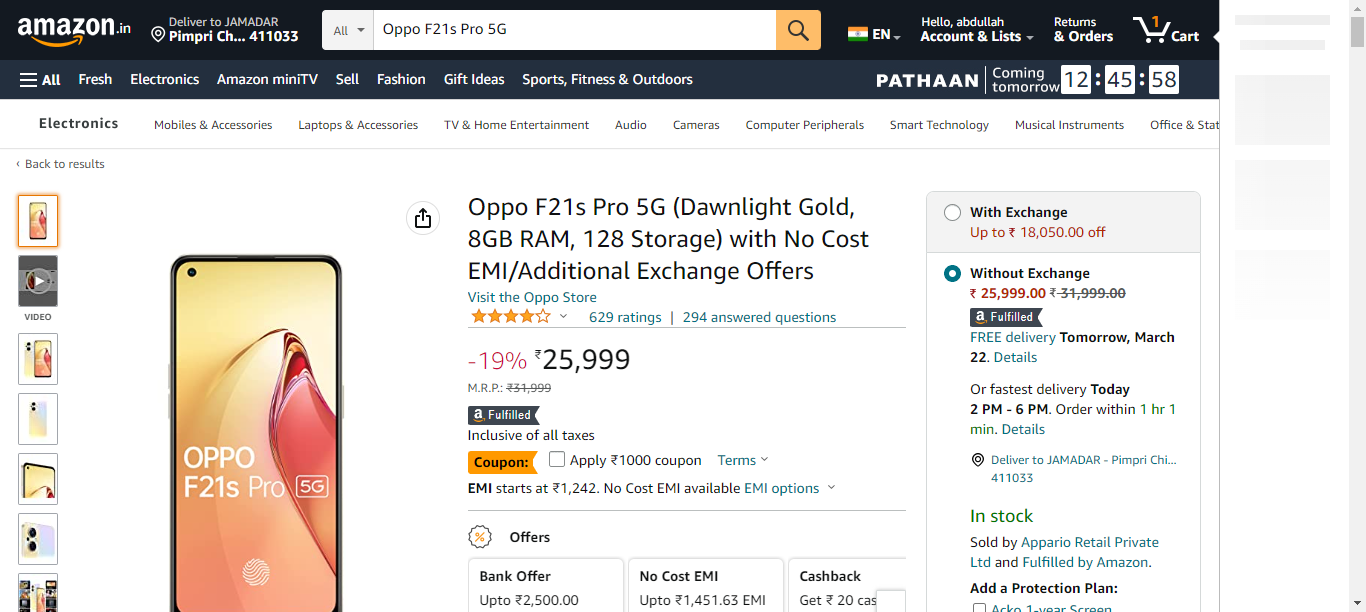 amazon.in
Deliver to JAMADAR
Pimpri Ch... 411033
All
Oppo F21s Pro 5G
EN
Hello, abdullah
Account & Lists
Returns
& Orders
1
Cart
All
Fresh
Electronics
Amazon miniTV
Sell
Fashion
Gift Ideas
Sports, Fitness & Outdoors
PATHAAN
Coming
tomorrow
12 : 45 : 58
Electronics
Mobiles & Accessories
Laptops & Accessories
TV & Home Entertainment
Audio
Cameras
Computer Peripherals
Smart Technology
Musical Instruments
Office & Stat
‹ Back to results
VIDEO
OPPO
F21s Pro 5G
Oppo F21s Pro 5G (Dawnlight Gold,
8GB RAM, 128 Storage) with No Cost
EMI/Additional Exchange Offers
Visit the Oppo Store
629 ratings | 294 answered questions
-19% ₹25,999
M.R.P.: ₹31,999
a Fulfilled
Inclusive of all taxes
Coupon: Apply ₹1000 coupon Terms
EMI starts at ₹1,242. No Cost EMI available EMI options
Offers
Bank Offer
Upto ₹2,500.00
No Cost EMI
Upto ₹1,451.63 EMI
Cashback
Get ₹ 20 cas
With Exchange
Up to ₹ 18,050.00 off
Without Exchange
₹ 25,999.00 ₹ 31,999.00
a Fulfilled
FREE delivery Tomorrow, March
22. Details
Or fastest delivery Today
2 PM - 6 PM. Order within 1 hr 1
min. Details
Deliver to JAMADAR - Pimpri Chi...
411033
In stock
Sold by Appario Retail Private
Ltd and Fulfilled by Amazon.
Add a Protection Plan:
Acko 1-year Screen